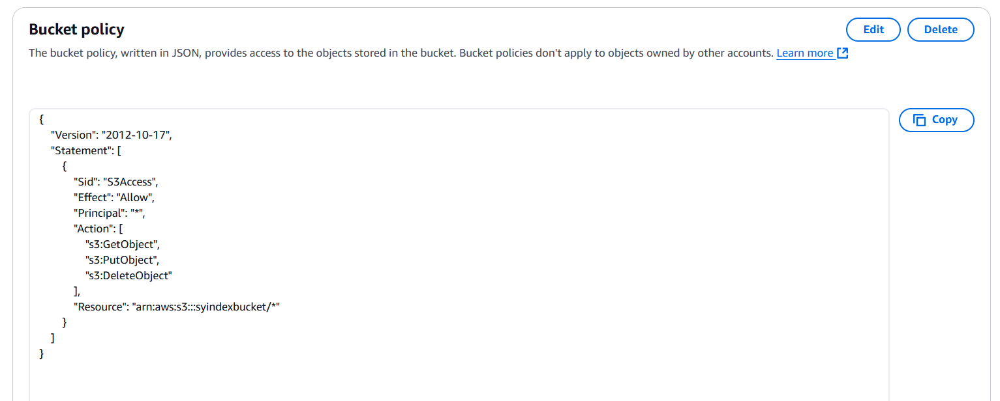 Bucket policy
Edit
Delete
The bucket policy, written in JSON, provides access to the objects stored in the bucket. Bucket policies don't apply to objects owned by other accounts. Learn more
Copy
{
    "Version": "2012-10-17",
    "Statement": [
        {
            "Sid": "S3Access",
            "Effect": "Allow",
            "Principal": "*",
            "Action": [
                "s3:GetObject",
                "s3:PutObject",
                "s3:DeleteObject"
            ],
            "Resource": "arn:aws:s3:::syindexbucket/*"
        }
    ]
}